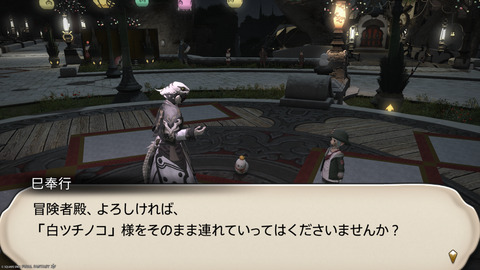 巳奉行
冒険者殿、よろしければ、
「白ツチノコ」様をそのまま連れていってはくださいませんか？